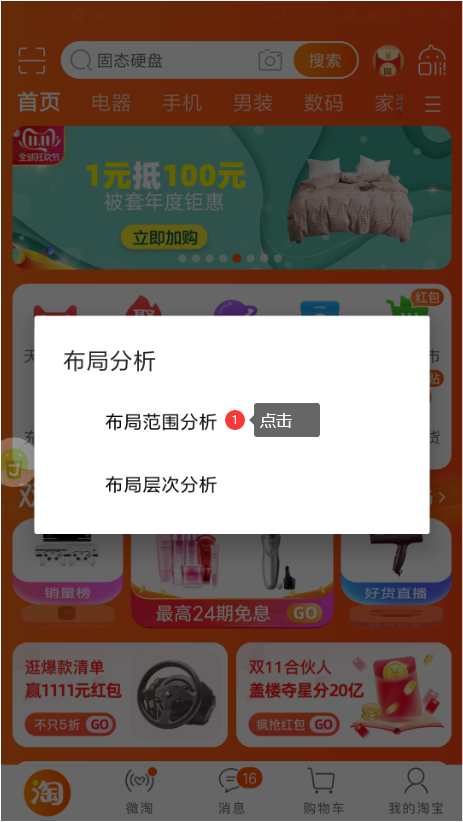 固态硬盘
搜索
Oli!
首页 电器 手机 男装 数码 家装
11.11
全球狂欢节
1元抵100元
被套年度钜惠
立即加购
红包
天
市
布局分析
布局范围分析 1 点击
布局层次分析
货
销量榜
最高24期免息 GO
好货直播
逛爆款清单
赢1111元红包
不只5折 GO
双11合伙人
盖楼夺星分20亿
疯抢红包 GO
淘
微淘
16
消息
购物车
我的淘宝